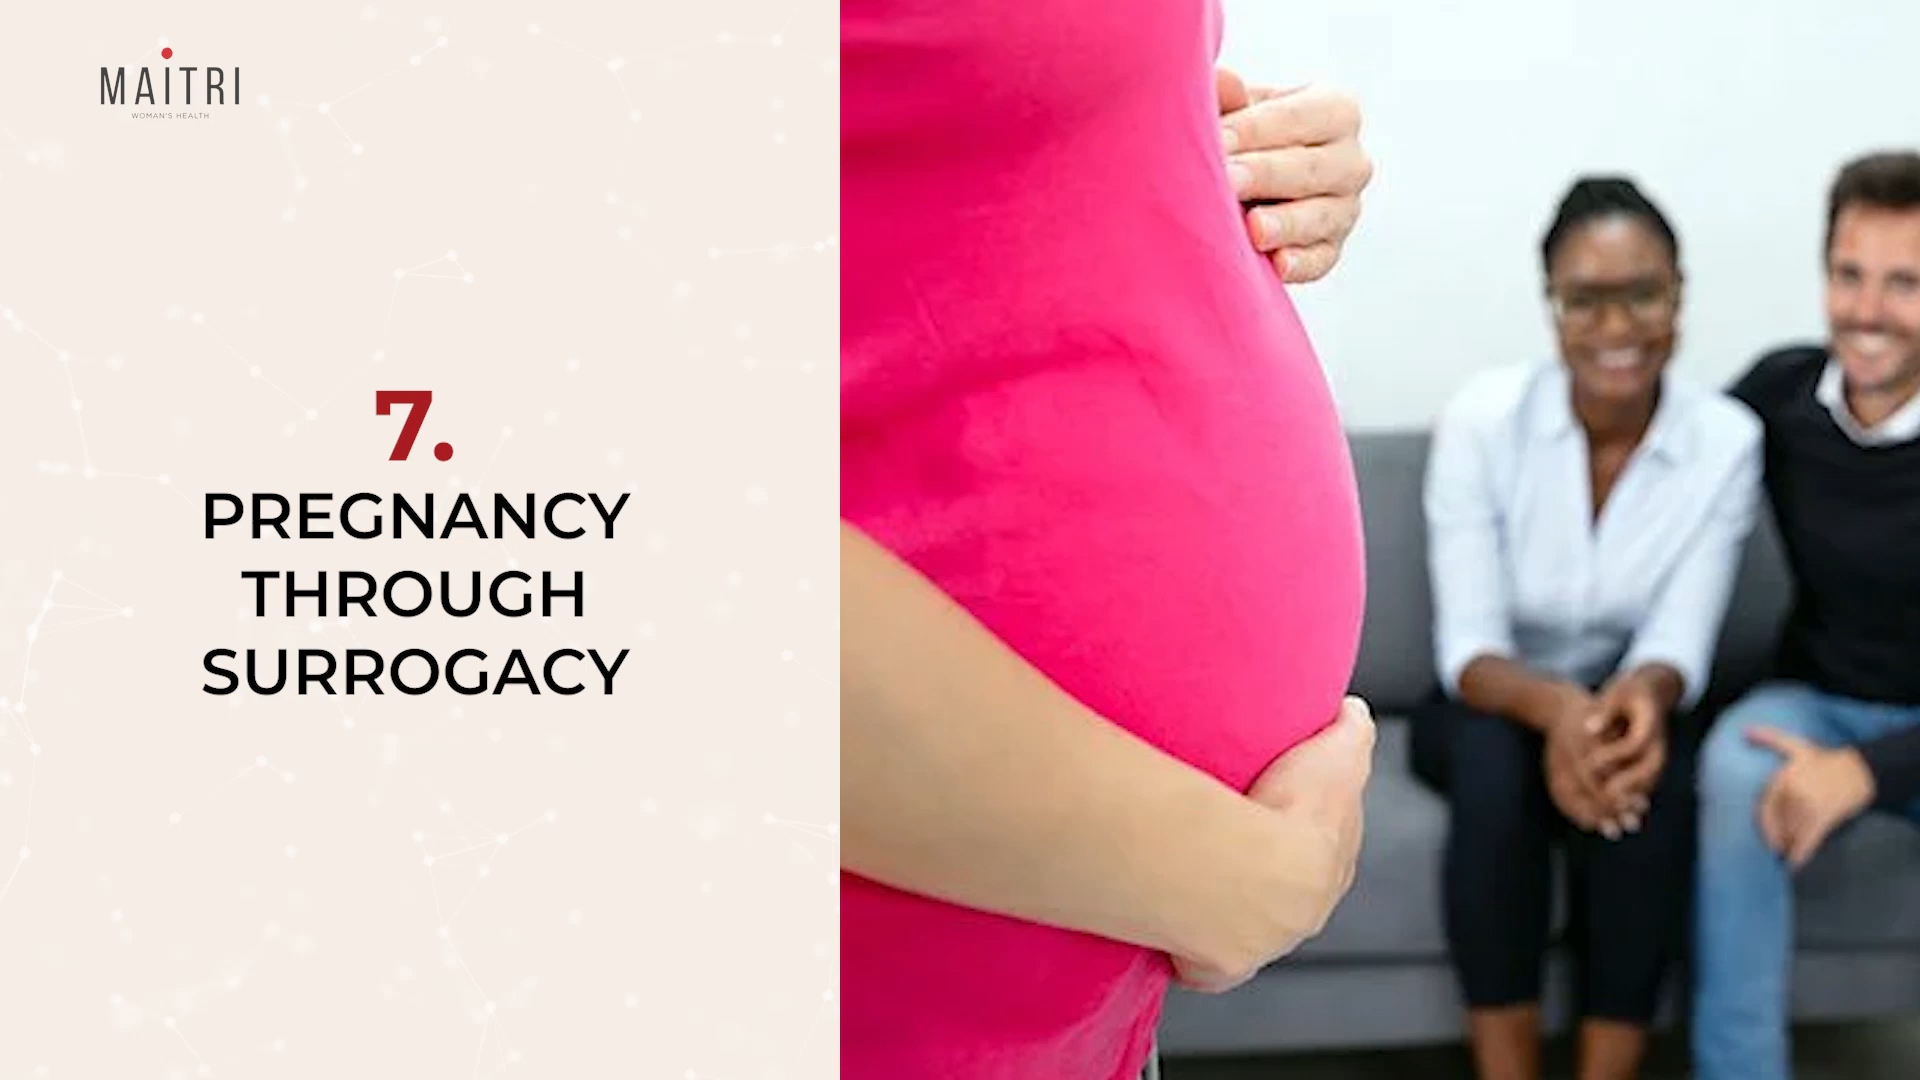 MAITRI
WOMAN'S HEALTH
7.
PREGNANCY
THROUGH
SURROGACY